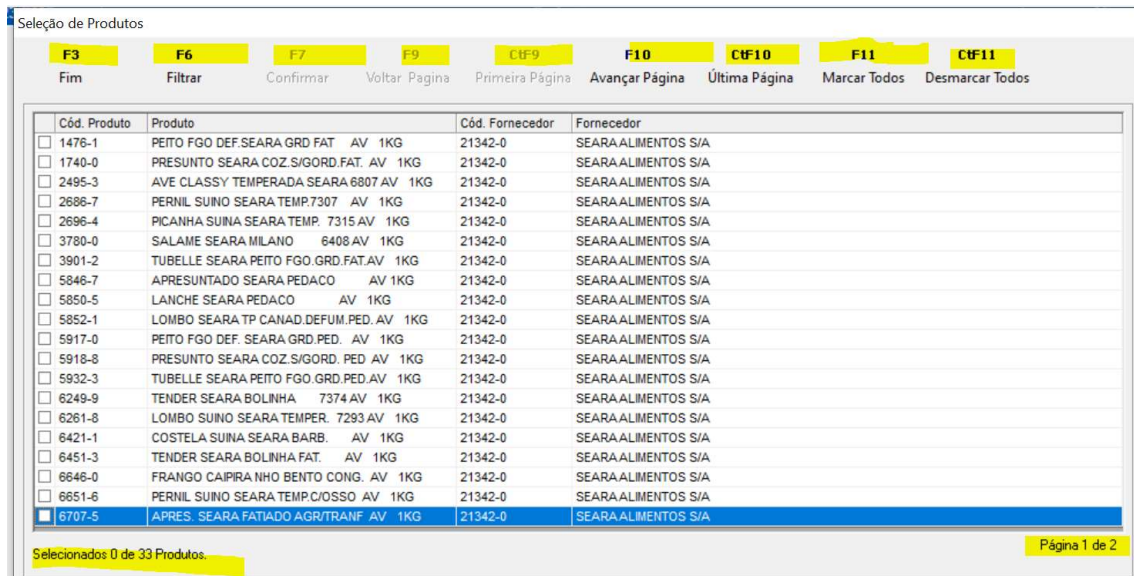 Seleção de Produtos
F3 F6 F7 F9 CtF9 F10 CtF10 F11 CtF11
Fim Filtrar Confirmar Voltar Pagina Primeira Página Avançar Página Última Página Marcar Todos Desmarcar Todos
Cód. Produto Produto Cód. Fornecedor Fornecedor
1476-1 PEITO FGO DEF.SEARA GRD FAT AV 1KG 21342-0 SEARA ALIMENTOS S/A
1740-0 PRESUNTO SEARA COZ.S/GORD.FAT. AV 1KG 21342-0 SEARA ALIMENTOS S/A
2495-3 AVE CLASSY TEMPERADA SEARA 6807 AV 1KG 21342-0 SEARA ALIMENTOS S/A
2686-7 PERNIL SUINO SEARA TEMP.7307 AV 1KG 21342-0 SEARA ALIMENTOS S/A
2696-4 PICANHA SUINA SEARA TEMP. 7315 AV 1KG 21342-0 SEARA ALIMENTOS S/A
3780-0 SALAME SEARA MILANO 6408 AV 1KG 21342-0 SEARA ALIMENTOS S/A
3901-2 TUBELLE SEARA PEITO FGO.GRD.FAT.AV 1KG 21342-0 SEARA ALIMENTOS S/A
5846-7 APRESUNTADO SEARA PEDACO AV 1KG 21342-0 SEARA ALIMENTOS S/A
5850-5 LANCHE SEARA PEDACO AV 1KG 21342-0 SEARA ALIMENTOS S/A
5852-1 LOMBO SEARA TP CANAD.DEFUM.PED. AV 1KG 21342-0 SEARA ALIMENTOS S/A
5917-0 PEITO FGO DEF. SEARA GRD.PED. AV 1KG 21342-0 SEARA ALIMENTOS S/A
5918-8 PRESUNTO SEARA COZ.S/GORD. PED AV 1KG 21342-0 SEARA ALIMENTOS S/A
5932-3 TUBELLE SEARA PEITO FGO.GRD.PED.AV 1KG 21342-0 SEARA ALIMENTOS S/A
6249-9 TENDER SEARA BOLINHA 7374 AV 1KG 21342-0 SEARA ALIMENTOS S/A
6261-8 LOMBO SUINO SEARA TEMPER. 7293 AV 1KG 21342-0 SEARA ALIMENTOS S/A
6421-1 COSTELA SUINA SEARA BARB. AV 1KG 21342-0 SEARA ALIMENTOS S/A
6451-3 TENDER SEARA BOLINHA FAT. AV 1KG 21342-0 SEARA ALIMENTOS S/A
6646-0 FRANGO CAIPIRA NHO BENTO CONG. AV 1KG 21342-0 SEARA ALIMENTOS S/A
6651-6 PERNIL SUINO SEARA TEMP.C/OSSO AV 1KG 21342-0 SEARA ALIMENTOS S/A
6707-5 APRES. SEARA FATIADO AGR/TRANF AV 1KG 21342-0 SEARA ALIMENTOS S/A
Selecionados 0 de 33 Produtos. Página 1 de 2